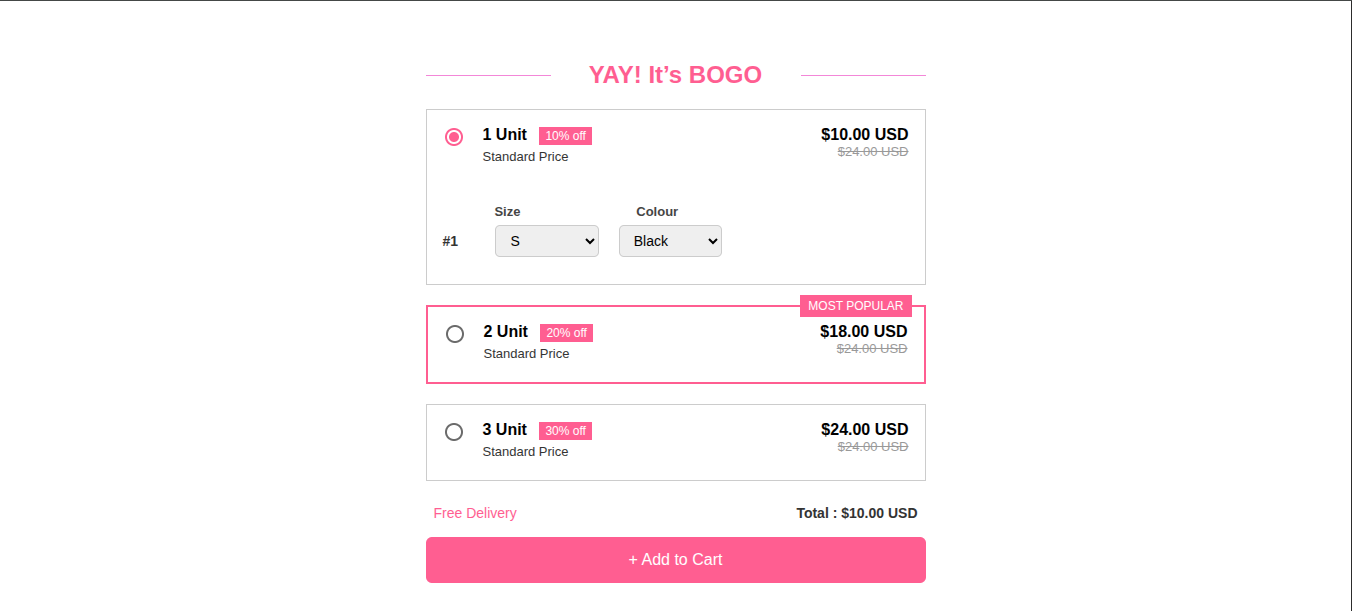 YAY! It’s BOGO
1 Unit 10% off $10.00 USD
Standard Price $24.00 USD
Size Colour
#1 S Black
MOST POPULAR
2 Unit 20% off $18.00 USD
Standard Price $24.00 USD
3 Unit 30% off $24.00 USD
Standard Price $24.00 USD
Free Delivery Total : $10.00 USD
+ Add to Cart